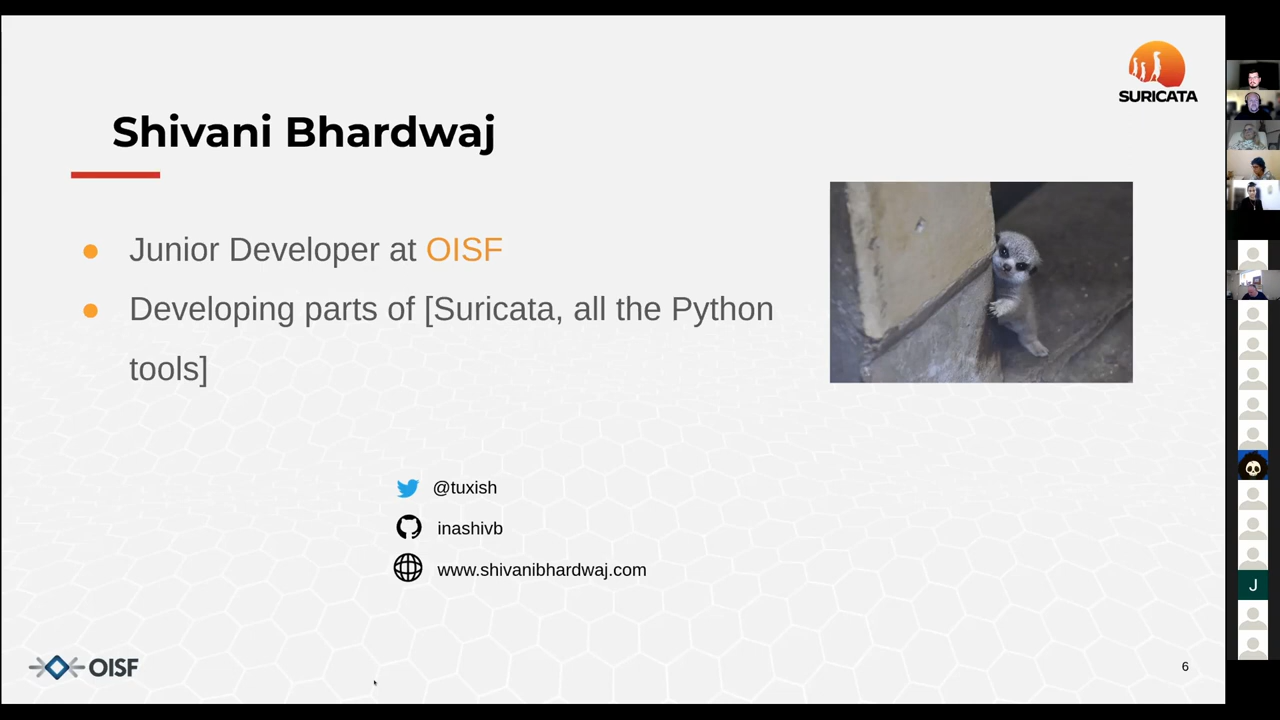 SURICATA
Shivani Bhardwaj
● Junior Developer at OISF
● Developing parts of [Suricata, all the Python
tools]
@tuxish
inashivb
www.shivanibhardwaj.com
OISF
6
J